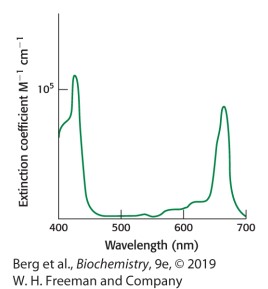 Extinction coefficient M⁻¹ cm⁻¹
10⁵
400 500 600 700
Wavelength (nm)
Berg et al., Biochemistry, 9e, © 2019
W. H. Freeman and Company